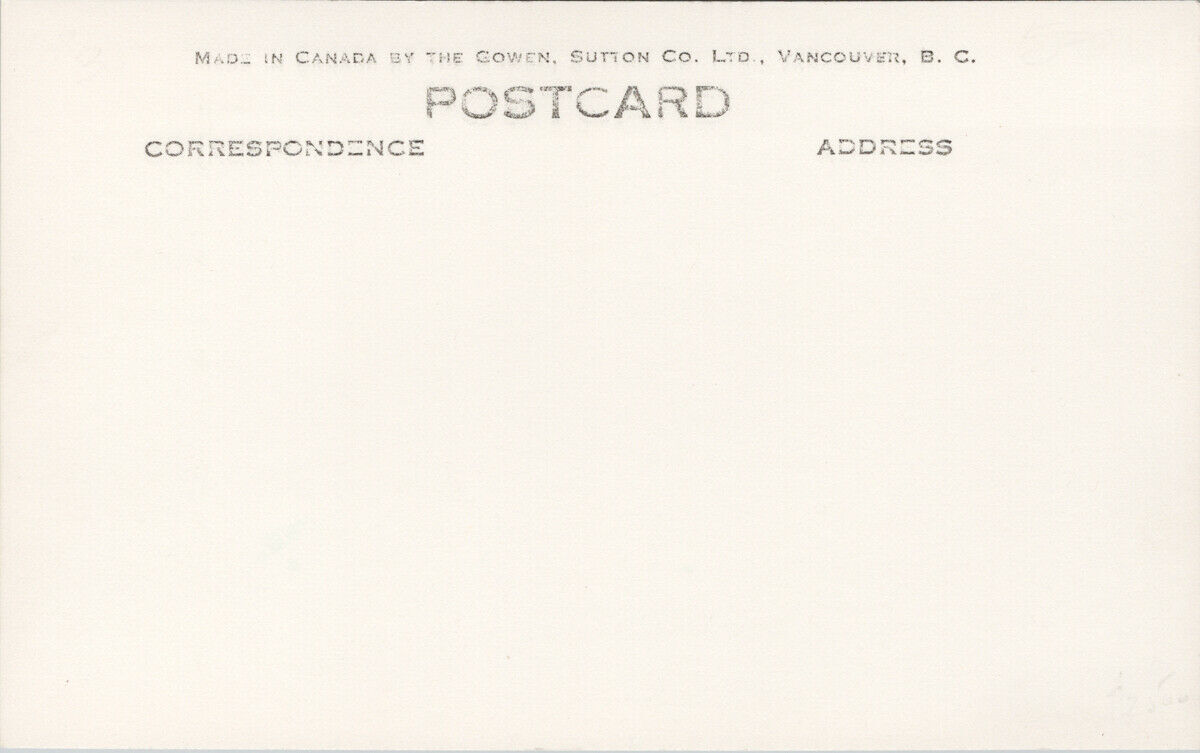 MADE IN CANADA BY THE GOWEN, SUTTON CO. LTD., VANCOUVER, B. C.
POSTCARD
CORRESPONDENCE
ADDRESS